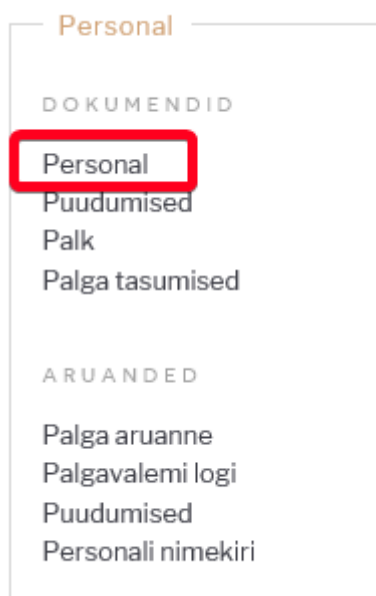 Personal
DOKUMENDID
Personal
Puudumised
Palk
Palga tasumised
ARUANDED
Palga aruanne
Palgavalemi logi
Puudumised
Personali nimekiri